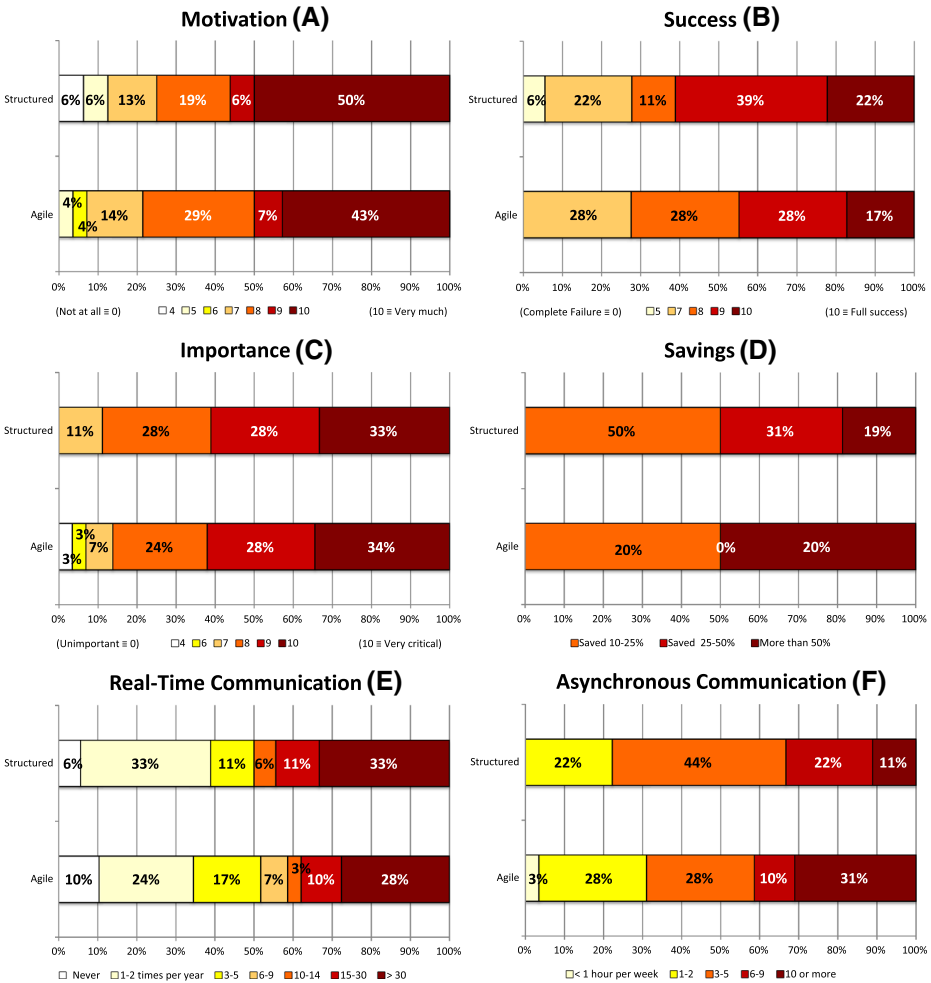 Motivation (A)
0% 10% 20% 30% 40% 50% 60% 70% 80% 90% 100%
Structured 6% 6% 13% 19% 6% 50%
Agile 4% 4% 14% 29% 7% 43%
0% 10% 20% 30% 40% 50% 60% 70% 80% 90% 100%
(Not at all ≡ 0) 4 5 6 7 8 9 10 (10 ≡ Very much)
Success (B)
Structured 6% 22% 11% 39% 22%
Agile 28% 28% 28% 17%
0% 10% 20% 30% 40% 50% 60% 70% 80% 90% 100%
(Complete Failure ≡ 0) 5 7 8 9 10 (10 ≡ Full success)
Importance (C)
Structured 11% 28% 28% 33%
Agile 3% 3% 7% 24% 28% 34%
0% 10% 20% 30% 40% 50% 60% 70% 80% 90% 100%
(Unimportant ≡ 0) 4 6 7 8 9 10 (10 ≡ Very critical)
Savings (D)
Structured 50% 31% 19%
Agile 20% 0% 20%
0% 10% 20% 30% 40% 50% 60% 70% 80% 90% 100%
Saved 10-25% Saved 25-50% More than 50%
Real-Time Communication (E)
Structured 6% 33% 11% 6% 11% 33%
Agile 10% 24% 17% 7% 3% 10% 28%
0% 10% 20% 30% 40% 50% 60% 70% 80% 90% 100%
Never 1-2 times per year 3-5 6-9 10-14 15-30 > 30
Asynchronous Communication (F)
Structured 22% 44% 22% 11%
Agile 3% 28% 28% 10% 31%
0% 10% 20% 30% 40% 50% 60% 70% 80% 90% 100%
< 1 hour per week 1-2 3-5 6-9 10 or more